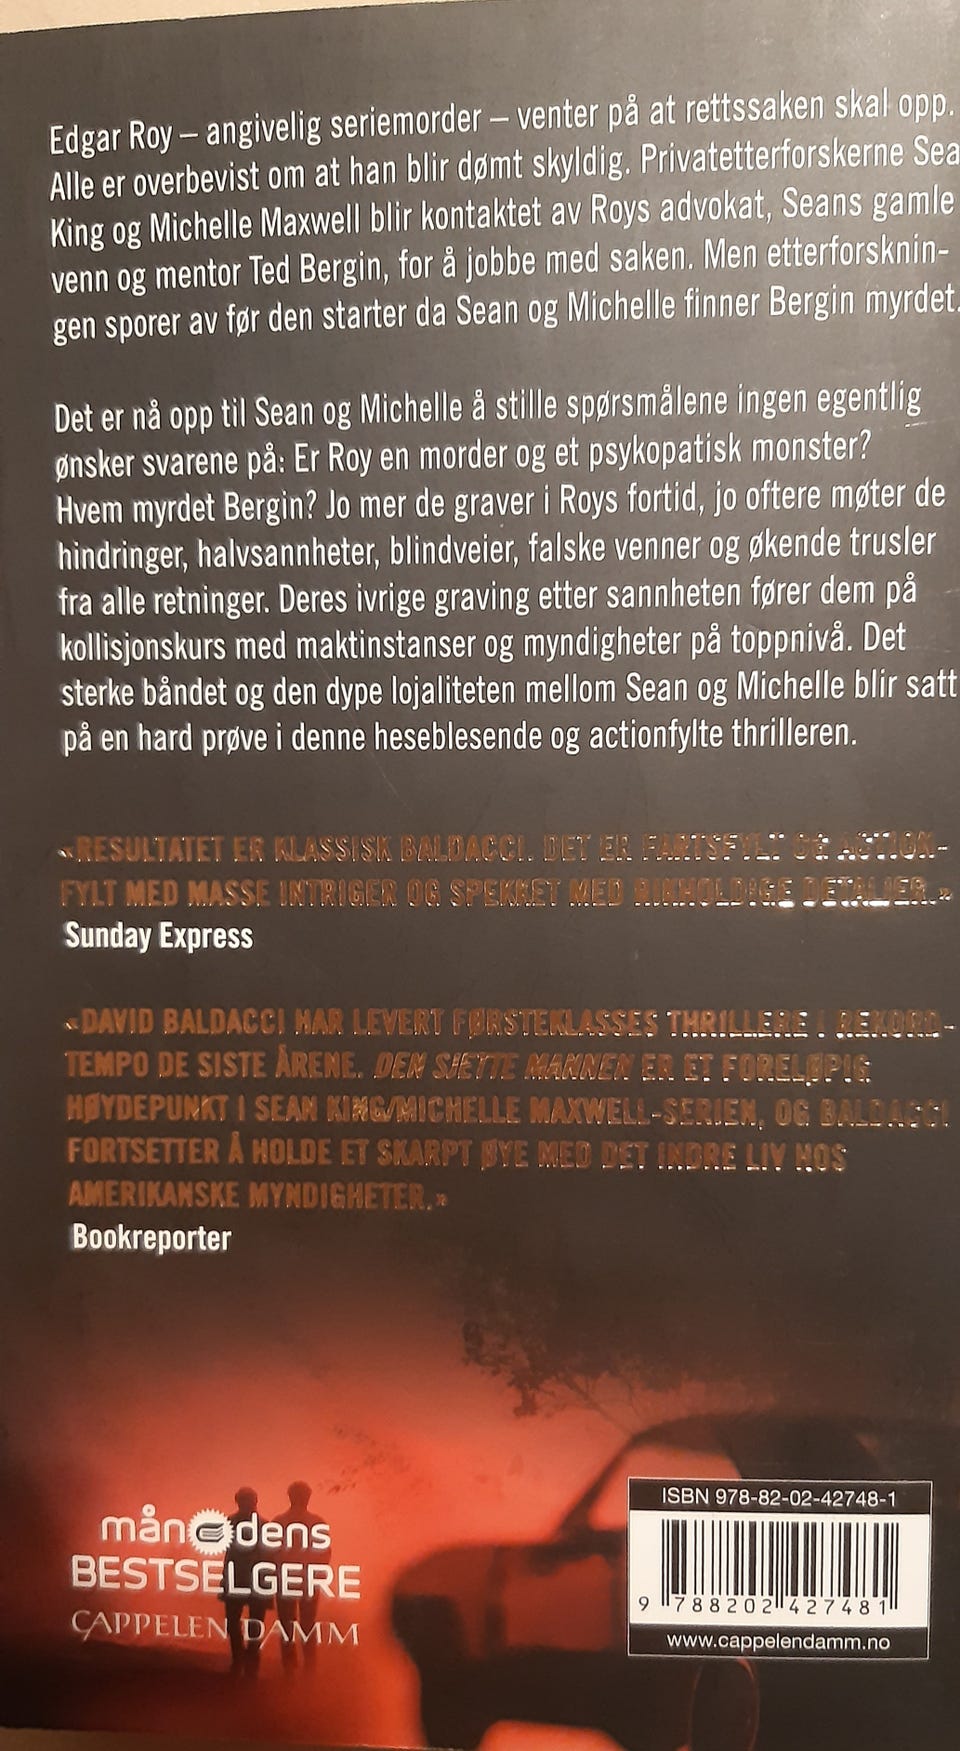 Edgar Roy – angivelig seriemorder – venter på at rettssaken skal opp.
Alle er overbevist om at han blir dømt skyldig. Privatetterforskerne Sea
King og Michelle Maxwell blir kontaktet av Roys advokat, Seans gamle
venn og mentor Ted Bergin, for å jobbe med saken. Men etterforsknin-
gen sporer av før den starter da Sean og Michelle finner Bergin myrdet.
Det er nå opp til Sean og Michelle å stille spørsmålene ingen egentlig
ønsker svarene på: Er Roy en morder og et psykopatisk monster?
Hvem myrdet Bergin? Jo mer de graver i Roys fortid, jo oftere møter de
hindringer, halvsannheter, blindveier, falske venner og økende trusler
fra alle retninger. Deres ivrige graving etter sannheten fører dem på
kollisjonskurs med maktinstanser og myndigheter på toppnivå. Det
sterke båndet og den dype lojaliteten mellom Sean og Michelle blir satt
på en hard prøve i denne heseblesende og actionfylte thrilleren.
«RESULTATET ER KLASSISK BALDACCI. DET ER FARTSFYLT OG ACTION-
FYLT MED MASSE INTRIGER OG SPEKKET MED RIKHOLDIGE DETALJER.»
Sunday Express
«DAVID BALDACCI HAR LEVERT FØRSTEKLASSES THRILLERE I REKORD-
TEMPO DE SISTE ÅRENE. DEN SJETTE MANNEN ER ET FORELØPIG
HØYDEPUNKT I SEAN KING/MICHELLE MAXWELL-SERIEN, OG BALDACCI
FORTSETTER Å HOLDE ET SKARPT ØYE MED DET INDRE LIV HOS
AMERIKANSKE MYNDIGHETER.»
Bookreporter
månedens
BESTSELGERE
CAPPELEN DAMM
ISBN 978-82-02-42748-1
9 788202 427481
www.cappelendamm.no